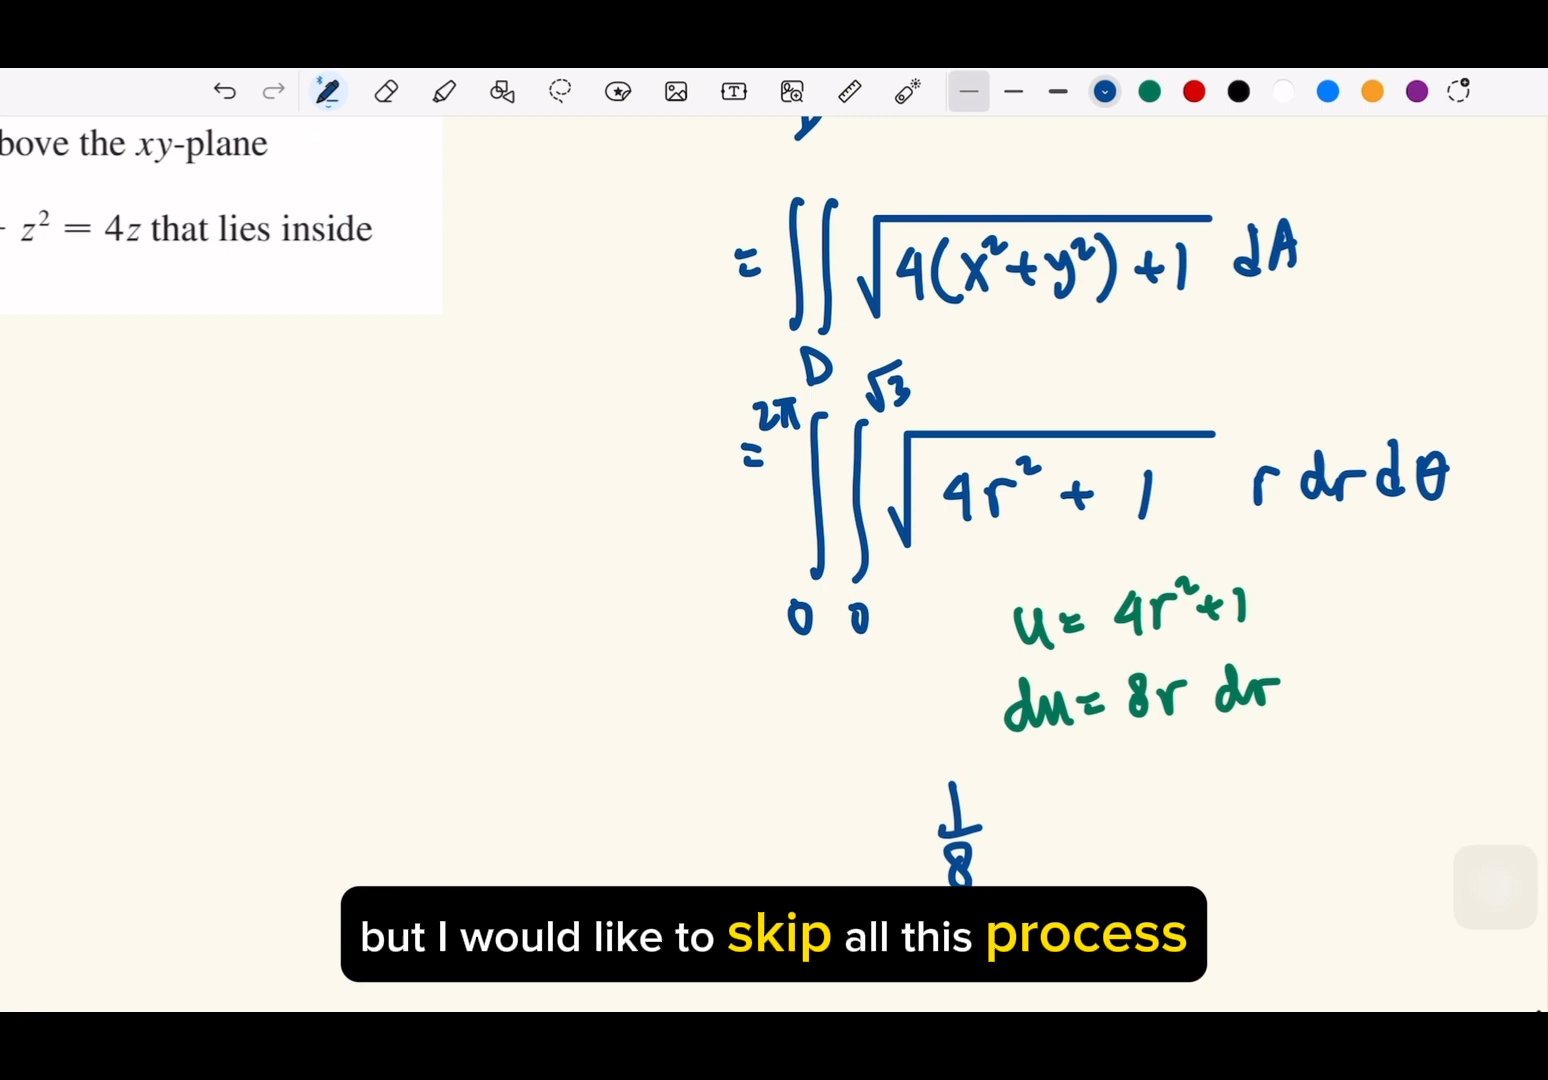 bove the xy-plane
z² = 4z that lies inside
= ∬ √4(x²+y²)+1 dA
D
2π √3
= ∫∫ √4r² + 1 r dr dθ
0 0
u = 4r²+1
du = 8r dr
1/8
but I would like to skip all this process